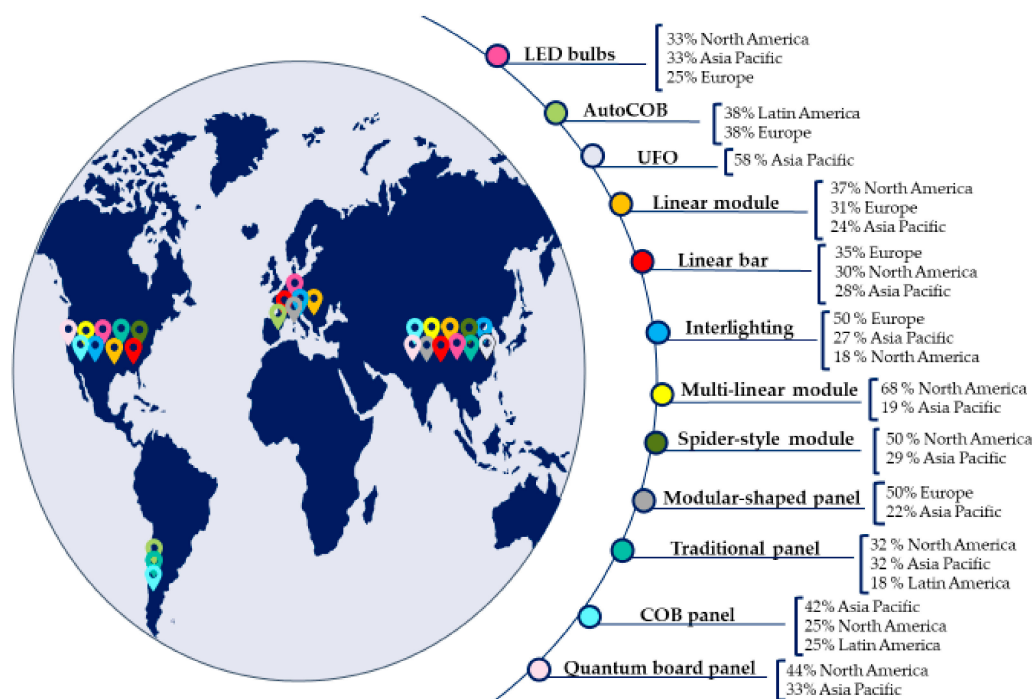 LED bulbs
33% North America
33% Asia Pacific
25% Europe
AutoCOB
38% Latin America
38% Europe
UFO
58 % Asia Pacific
Linear module
37% North America
31% Europe
24% Asia Pacific
Linear bar
35% Europe
30% North America
28% Asia Pacific
Interlighting
50 % Europe
27 % Asia Pacific
18 % North America
Multi-linear module
68 % North America
19 % Asia Pacific
Spider-style module
50 % North America
29 % Asia Pacific
Modular-shaped panel
50% Europe
22% Asia Pacific
Traditional panel
32 % North America
32 % Asia Pacific
18 % Latin America
COB panel
42% Asia Pacific
25% North America
25% Latin America
Quantum board panel
44% North America
33% Asia Pacific